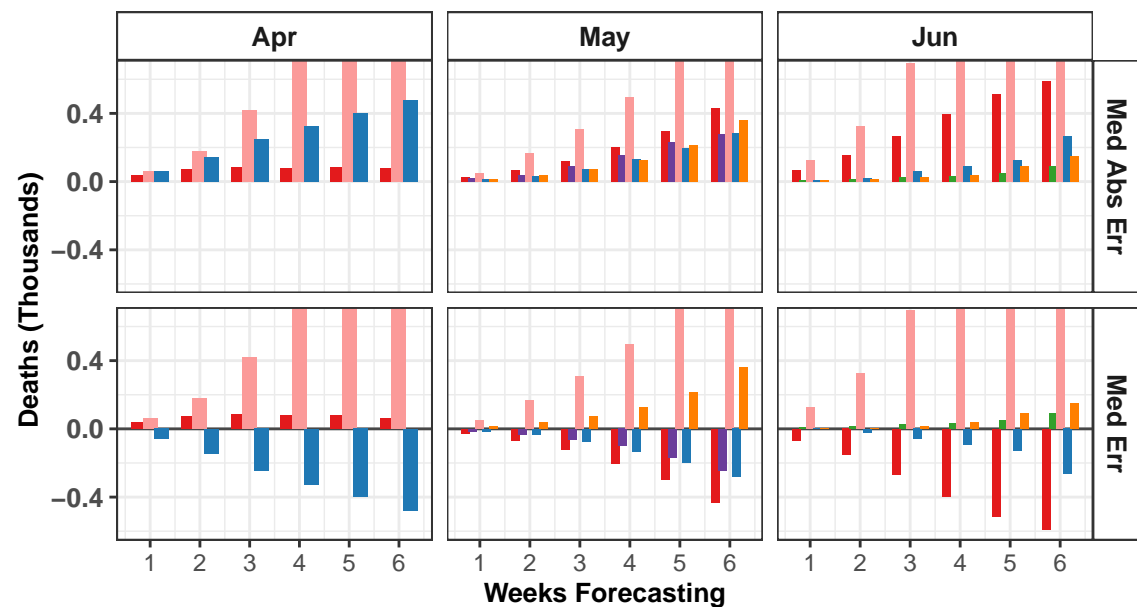 Apr
May
Jun
0.4
0.0
−0.4
Med Abs Err
0.4
0.0
−0.4
Med Err
Deaths (Thousands)
1 2 3 4 5 6
1 2 3 4 5 6
1 2 3 4 5 6
Weeks Forecasting